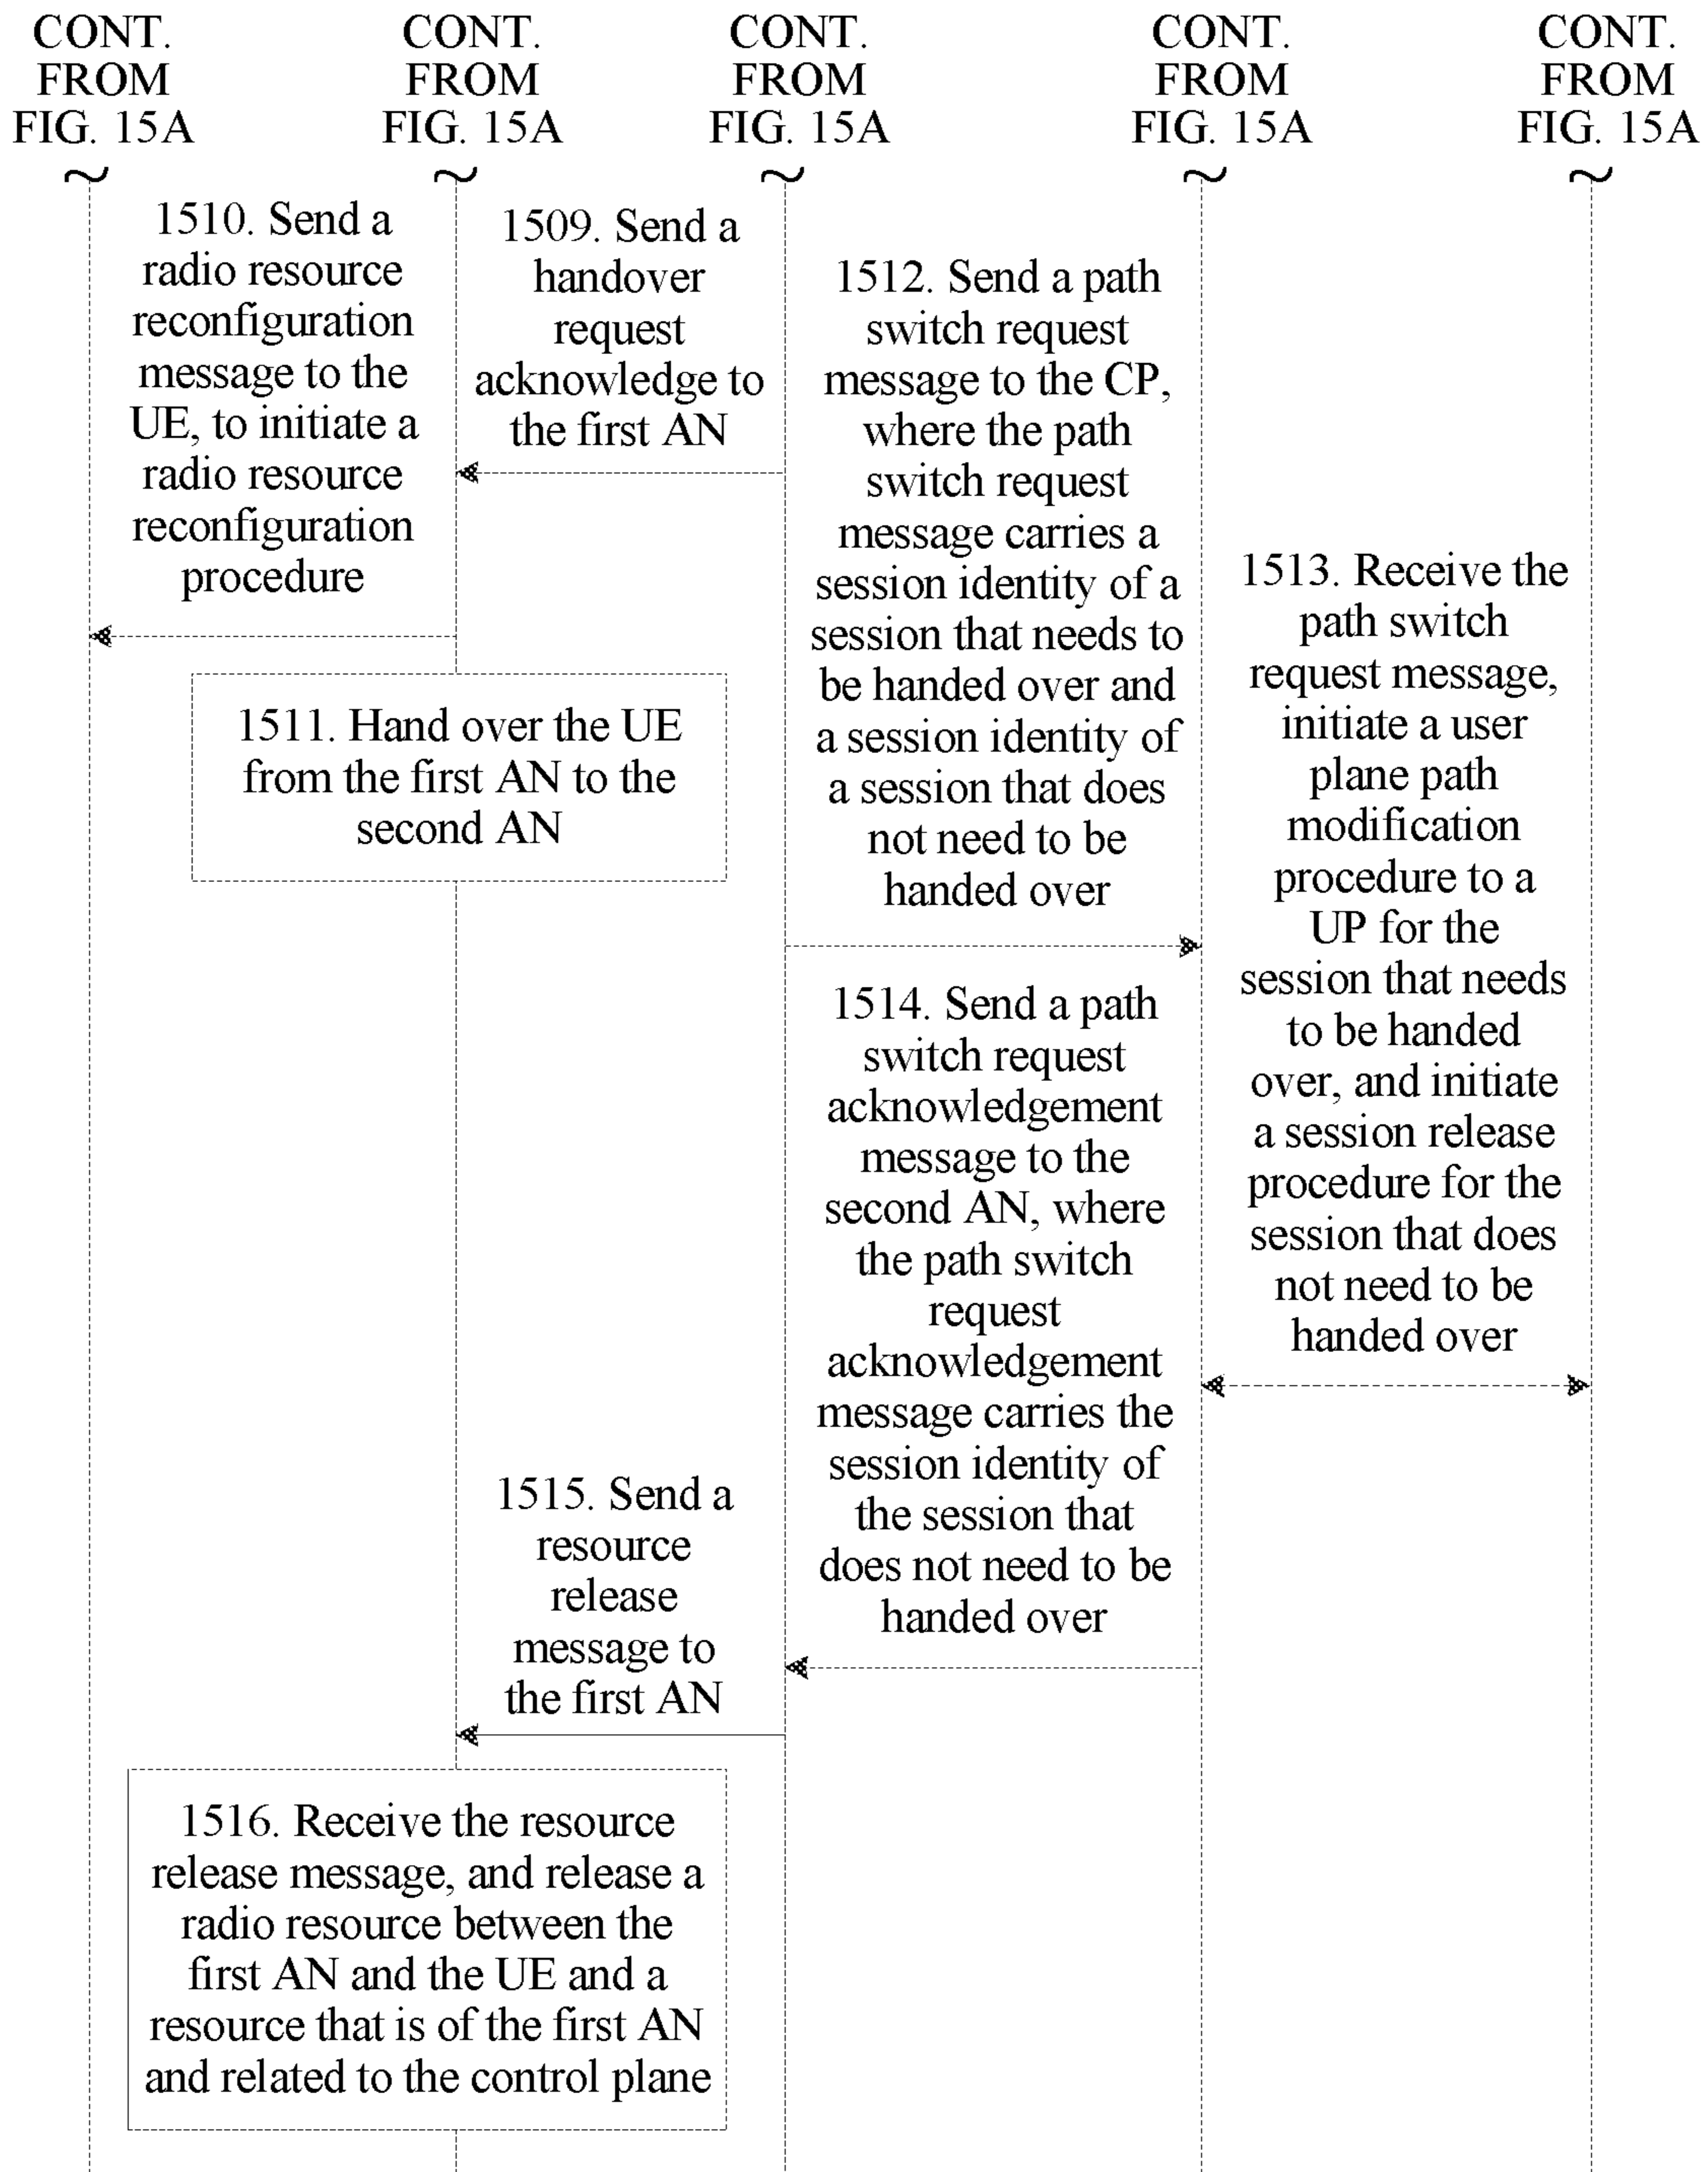 CONT.
FROM
FIG. 15A
CONT.
FROM
FIG. 15A
CONT.
FROM
FIG. 15A
CONT.
FROM
FIG. 15A
CONT.
FROM
FIG. 15A
1510. Send a
radio resource
reconfiguration
message to the
UE, to initiate a
radio resource
reconfiguration
procedure
1509. Send a
handover
request
acknowledge to
the first AN
1511. Hand over the UE
from the first AN to the
second AN
1512. Send a path
switch request
message to the CP,
where the path
switch request
message carries a
session identity of a
session that needs to
be handed over and
a session identity of
a session that does
not need to be
handed over
1513. Receive the
path switch
request message,
initiate a user
plane path
modification
procedure to a
UP for the
session that needs
to be handed
over, and initiate
a session release
procedure for the
session that does
not need to be
handed over
1514. Send a path
switch request
acknowledgement
message to the
second AN, where
the path switch
request
acknowledgement
message carries the
session identity of
the session that
does not need to be
handed over
1515. Send a
resource
release
message to
the first AN
1516. Receive the resource
release message, and release a
radio resource between the
first AN and the UE and a
resource that is of the first AN
and related to the control plane